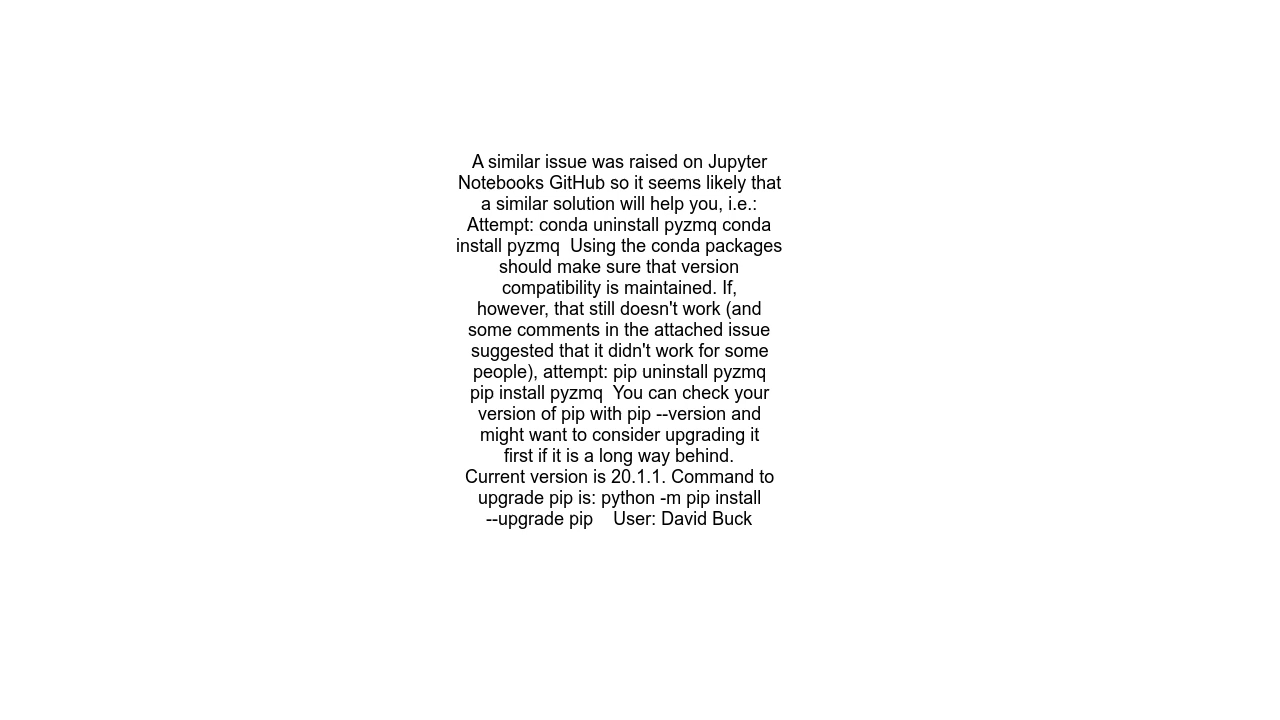 A similar issue was raised on Jupyter
Notebooks GitHub so it seems likely that
a similar solution will help you, i.e.:
Attempt: conda uninstall pyzmq conda
install pyzmq  Using the conda packages
should make sure that version
compatibility is maintained. If,
however, that still doesn't work (and
some comments in the attached issue
suggested that it didn't work for some
people), attempt: pip uninstall pyzmq
pip install pyzmq  You can check your
version of pip with pip --version and
might want to consider upgrading it
first if it is a long way behind.
Current version is 20.1.1. Command to
upgrade pip is: python -m pip install
--upgrade pip    User: David Buck